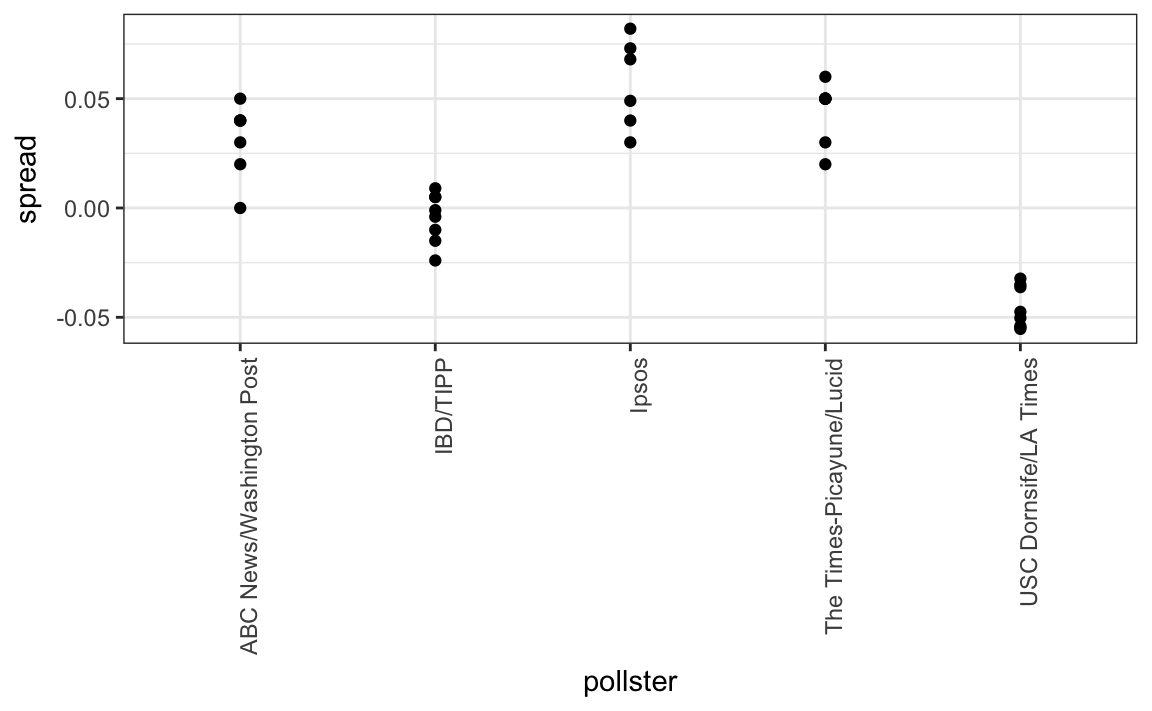 spread
0.05
0.00
-0.05
ABC News/Washington Post
IBD/TIPP
Ipsos
The Times-Picayune/Lucid
USC Dornsife/LA Times
pollster